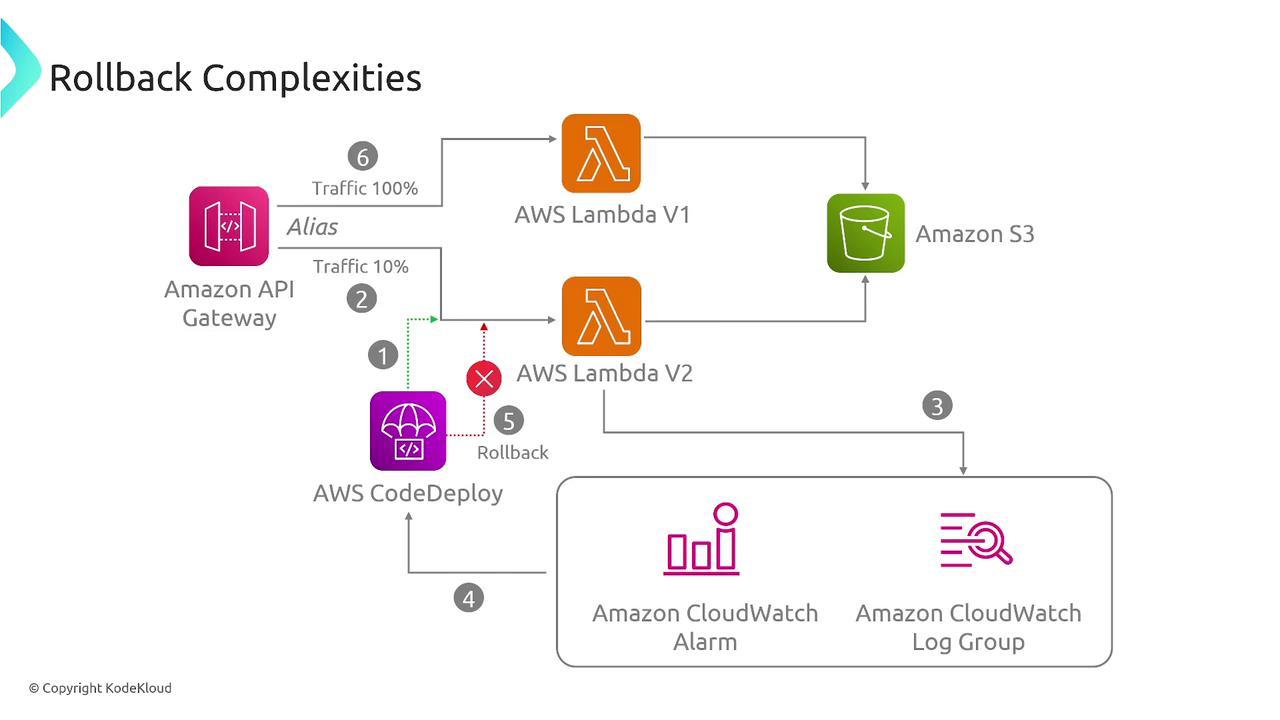 Rollback Complexities
6
Traffic 100%
Alias
Traffic 10%
2
Amazon API
Gateway
AWS Lambda V1
Amazon S3
AWS Lambda V2
1
5
Rollback
AWS CodeDeploy
3
4
Amazon CloudWatch
Alarm
Amazon CloudWatch
Log Group
© Copyright KodeKloud